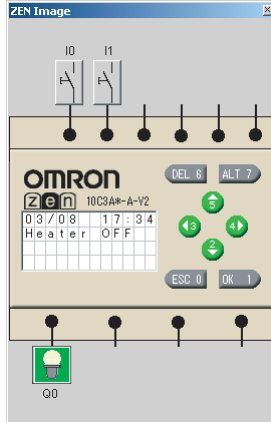 ZEN Image
I0 I1
OMRON
DEL 6 ALT 7
zen 10C3A*-A-V2
5
03/08 17:34
Heater OFF
3 4
2
ESC 0 OK 1
Q0